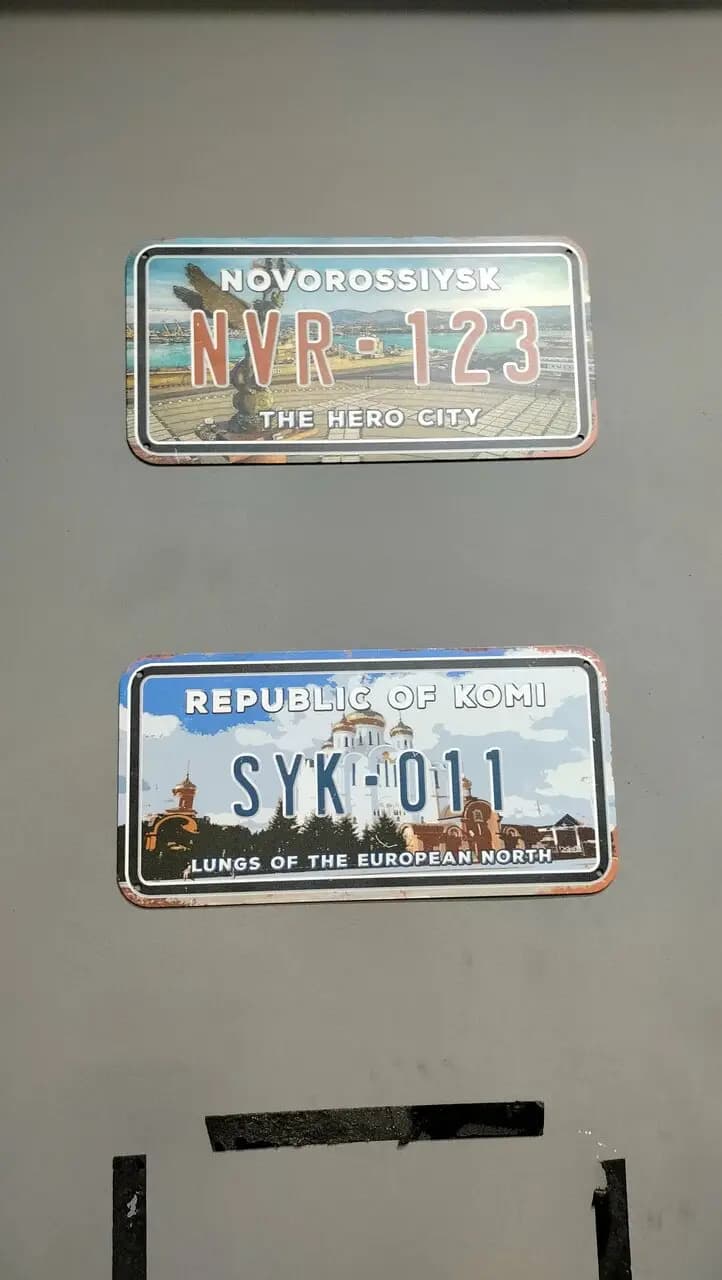 NOVOROSSIYSK
NVR-123
THE HERO CITY
REPUBLIC OF KOMI
SYK-011
LUNGS OF THE EUROPEAN NORTH